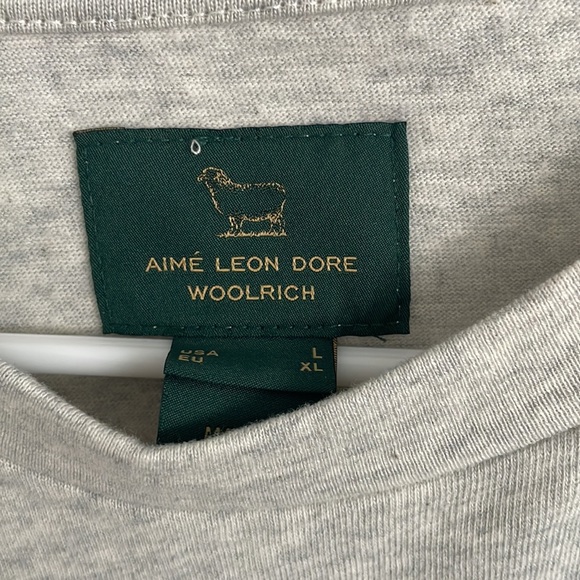 AIMÉ LEON DORE
WOOLRICH
USA L
EU XL